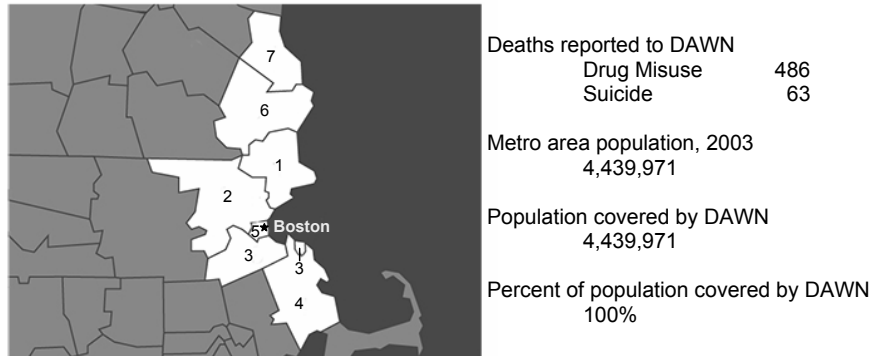 7
6
1
2
5 Boston
3
3
4
Deaths reported to DAWN
Drug Misuse 486
Suicide 63
Metro area population, 2003
4,439,971
Population covered by DAWN
4,439,971
Percent of population covered by DAWN
100%